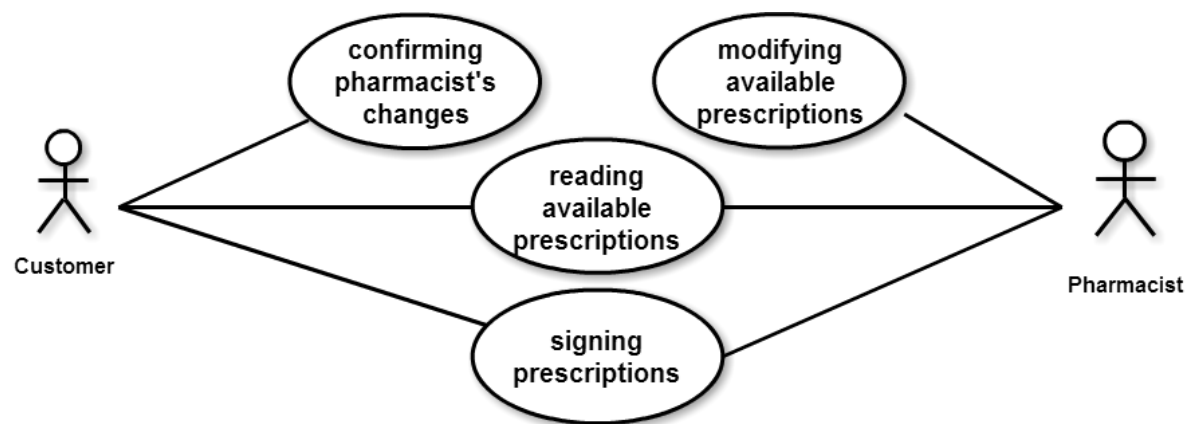 confirming
pharmacist's
changes
modifying
available
prescriptions
reading
available
prescriptions
Customer
Pharmacist
signing
prescriptions